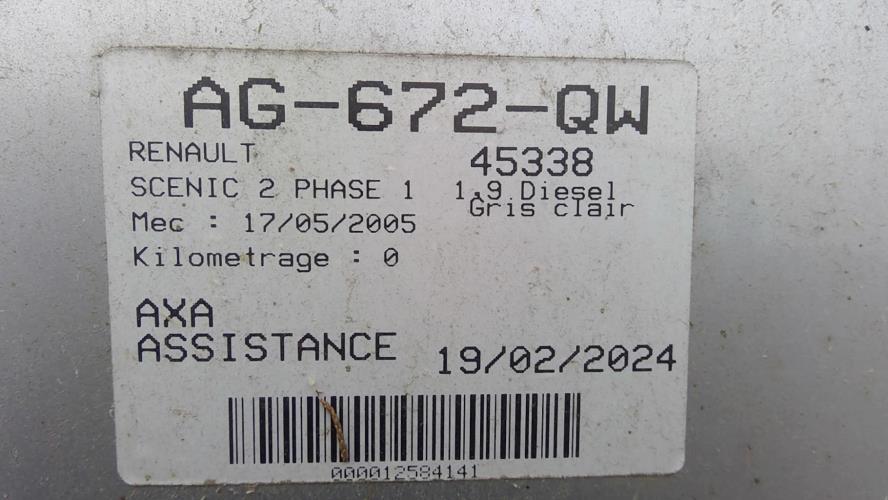 AG-672-QW
RENAULT 45338
SCENIC 2 PHASE 1 1.9 Diesel
Gris clair
Mec : 17/05/2005
Kilometrage : 0
AXA
ASSISTANCE 19/02/2024
000012584141